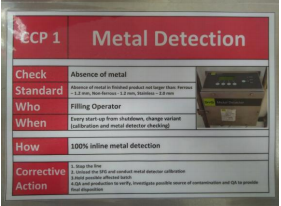 CCP 1
Metal Detection
Check
Absence of metal
Standard
Absence of metal in finished product not larger than: Ferrous
– 1.2 mm, Non-Ferrous - 1.2 mm, Stainless – 2.0 mm
Who
Filling Operator
When
Every start-up from shutdown, change variant
(calibration and metal detector checking)
How
100% inline metal detection
Corrective
Action
1. Stop the line
2. Unload the SFG and conduct metal detector calibration
3.Hold possible affected batch
4.QA and production to verify, investigate possible source of contamination and QA to provide
final disposition